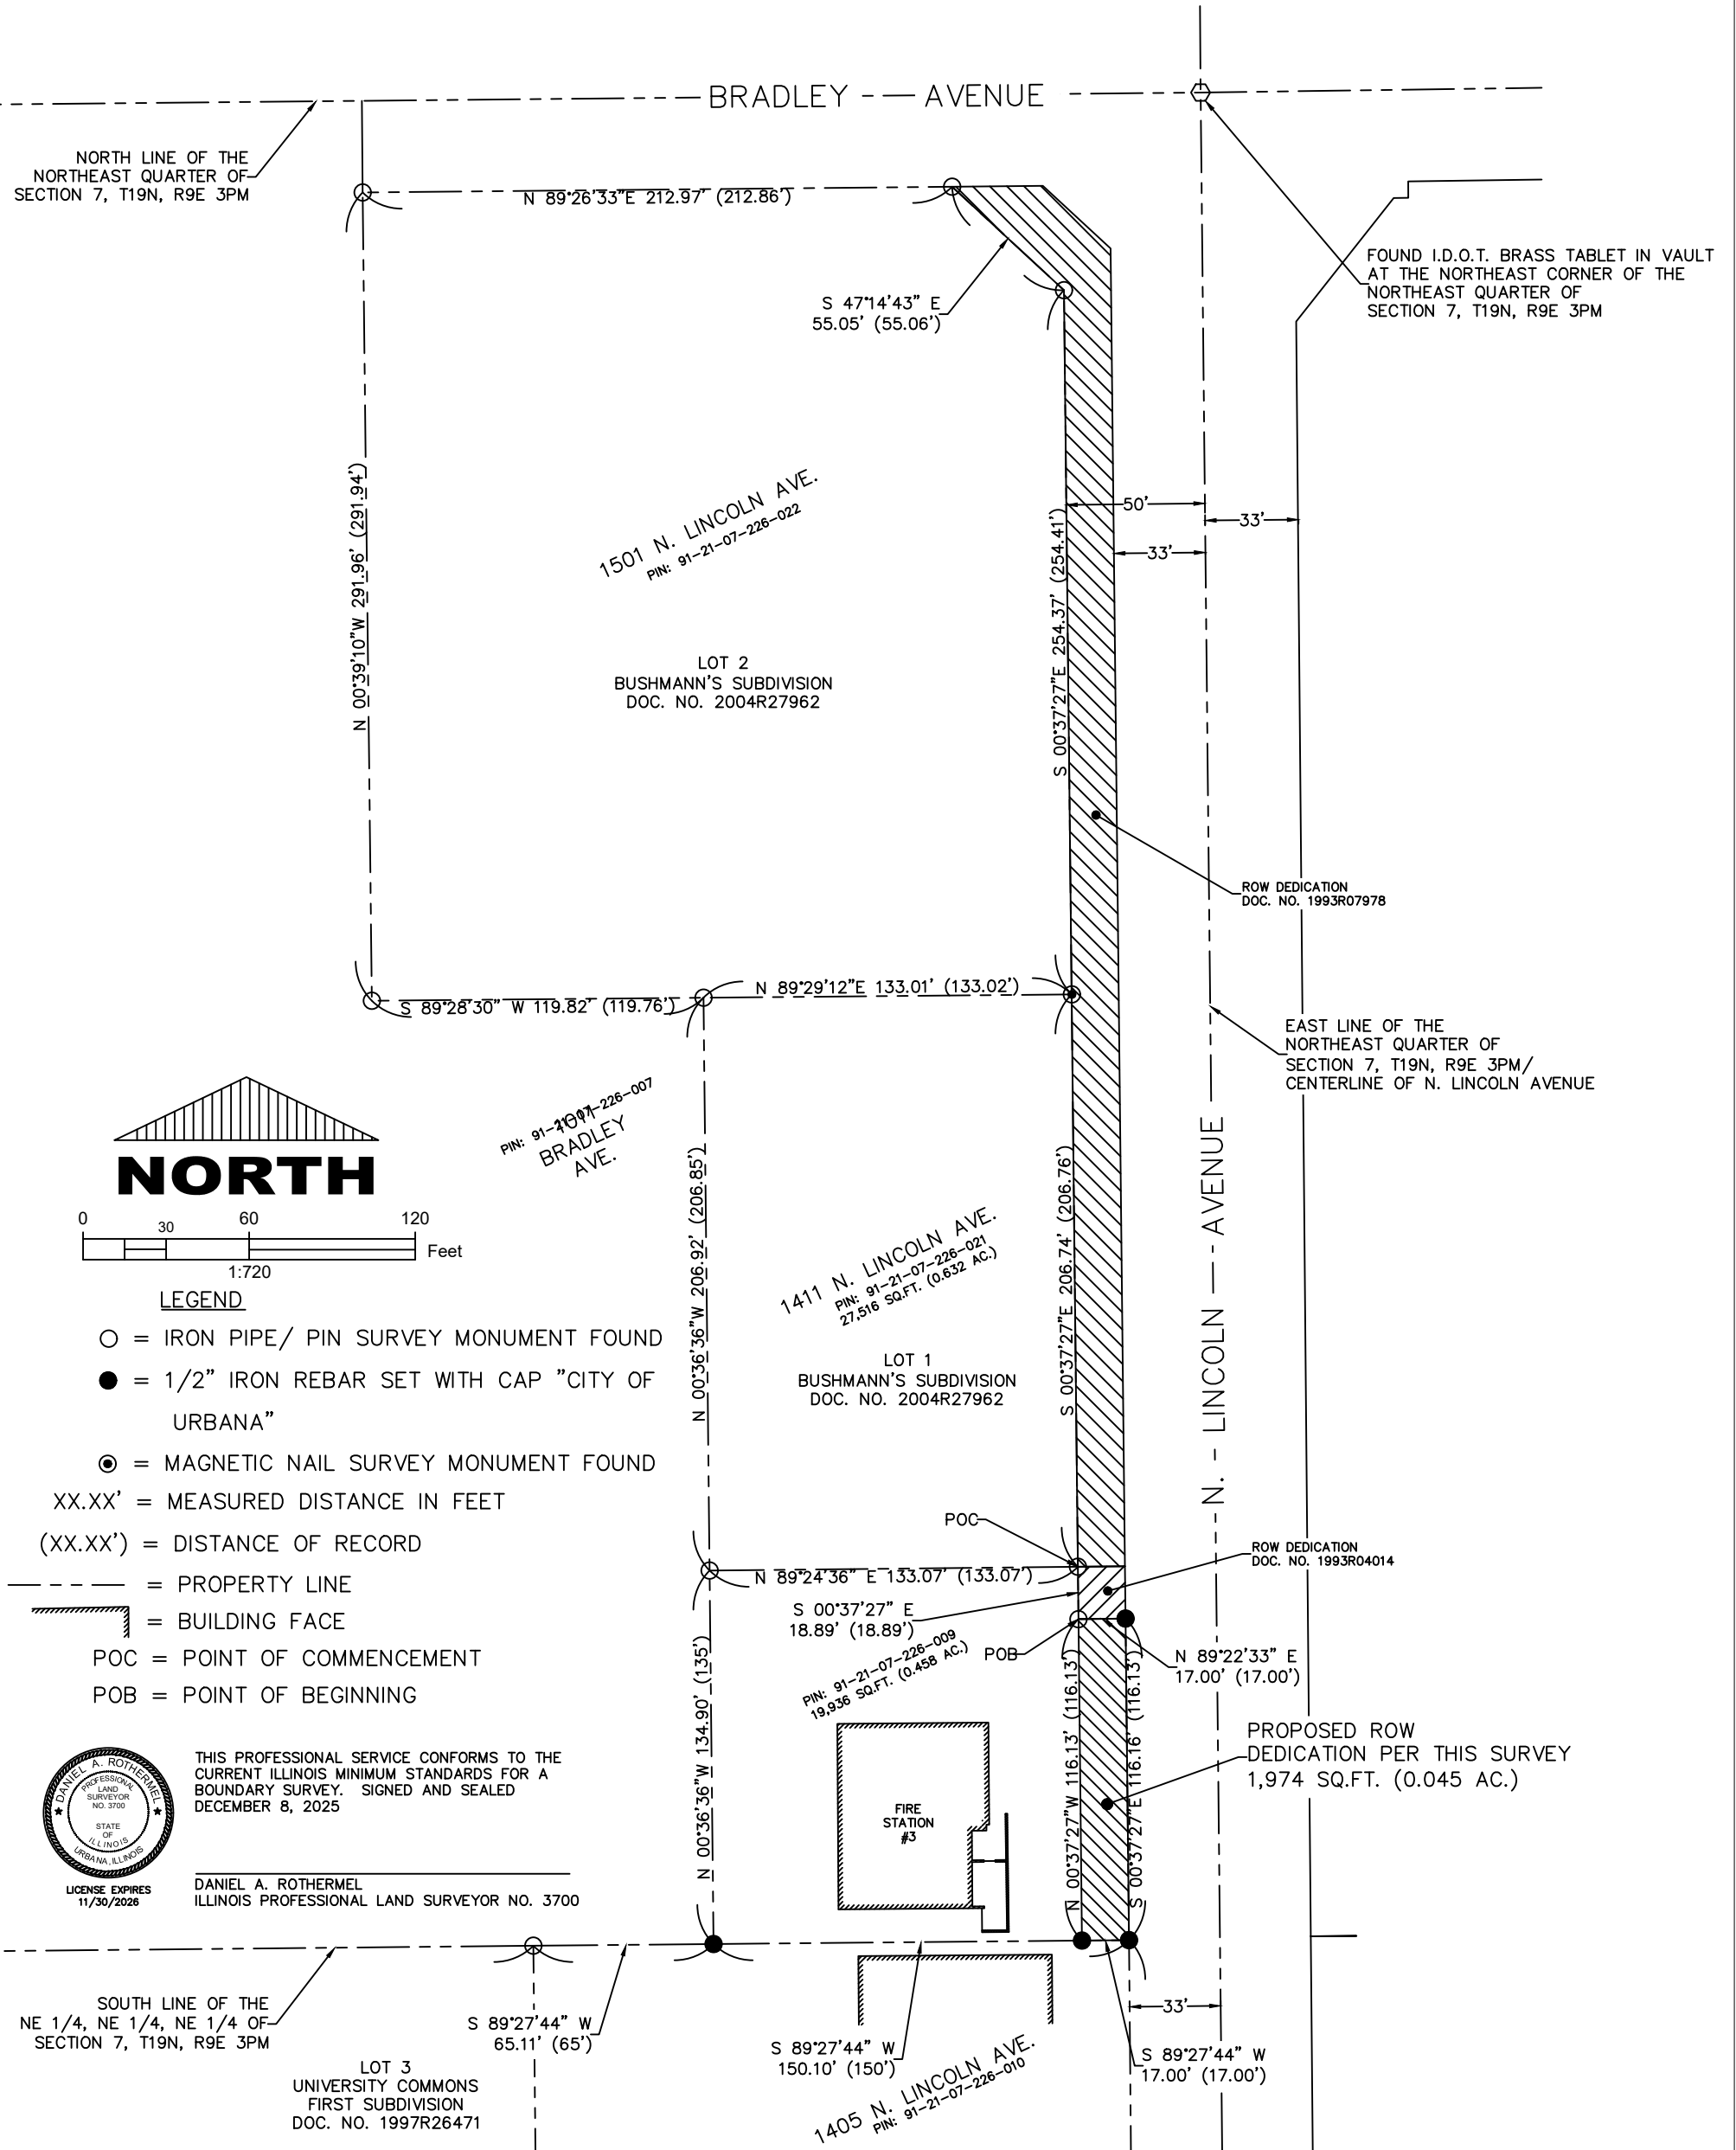 BRADLEY AVENUE
NORTH LINE OF THE
NORTHEAST QUARTER OF
SECTION 7, T19N, R9E 3PM
N 89°26'33"E 212.97' (212.86')
S 47°14'43" E
55.05' (55.06')
FOUND I.D.O.T. BRASS TABLET IN VAULT
AT THE NORTHEAST CORNER OF THE
NORTHEAST QUARTER OF
SECTION 7, T19N, R9E 3PM
N 00°39'10"W 291.96' (291.94')
1501 N. LINCOLN AVE.
PIN: 91-21-07-226-022
LOT 2
BUSHMANN'S SUBDIVISION
DOC. NO. 2004R27962
S 00°37'27"E 254.37' (254.41')
50'
33'
33'
ROW DEDICATION
DOC. NO. 1993R07978
S 89°28'30" W 119.82' (119.76')
N 89°29'12"E 133.01' (133.02')
EAST LINE OF THE
NORTHEAST QUARTER OF
SECTION 7, T19N, R9E 3PM/
CENTERLINE OF N. LINCOLN AVENUE
N. LINCOLN AVENUE
PIN: 91-21-07-226-007
BRADLEY
AVE.
N 00°36'36"W 206.92' (206.85')
1411 N. LINCOLN AVE.
PIN: 91-21-07-226-021
27,516 SQ.FT. (0.632 AC.)
LOT 1
BUSHMANN'S SUBDIVISION
DOC. NO. 2004R27962
S 00°37'27"E 206.74' (206.76')
NORTH
0 30 60 120
Feet
1:720
LEGEND
= IRON PIPE/ PIN SURVEY MONUMENT FOUND
= 1/2" IRON REBAR SET WITH CAP "CITY OF
URBANA"
= MAGNETIC NAIL SURVEY MONUMENT FOUND
XX.XX' = MEASURED DISTANCE IN FEET
(XX.XX') = DISTANCE OF RECORD
= PROPERTY LINE
= BUILDING FACE
POC = POINT OF COMMENCEMENT
POB = POINT OF BEGINNING
POC
N 89°24'36" E 133.07' (133.07')
ROW DEDICATION
DOC. NO. 1993R04014
S 00°37'27" E
18.89' (18.89')
POB
N 89°22'33" E
17.00' (17.00')
PIN: 91-21-07-226-009
19,936 SQ.FT. (0.458 AC.)
N 00°36'36"W 134.90' (135')
N 00°37'27"W 116.13' (116.13')
S 00°37'27"E 116.16' (116.13')
PROPOSED ROW
DEDICATION PER THIS SURVEY
1,974 SQ.FT. (0.045 AC.)
FIRE
STATION
#3
DANIEL A. ROTHERMEL
PROFESSIONAL
LAND
SURVEYOR
NO. 3700
STATE
OF
ILLINOIS
URBANA, ILLINOIS
LICENSE EXPIRES
11/30/2026
THIS PROFESSIONAL SERVICE CONFORMS TO THE
CURRENT ILLINOIS MINIMUM STANDARDS FOR A
BOUNDARY SURVEY. SIGNED AND SEALED
DECEMBER 8, 2025
DANIEL A. ROTHERMEL
ILLINOIS PROFESSIONAL LAND SURVEYOR NO. 3700
SOUTH LINE OF THE
NE 1/4, NE 1/4, NE 1/4 OF
SECTION 7, T19N, R9E 3PM
S 89°27'44" W
65.11' (65')
S 89°27'44" W
150.10' (150')
33'
S 89°27'44" W
17.00' (17.00')
LOT 3
UNIVERSITY COMMONS
FIRST SUBDIVISION
DOC. NO. 1997R26471
1405 N. LINCOLN AVE.
PIN: 91-21-07-226-010